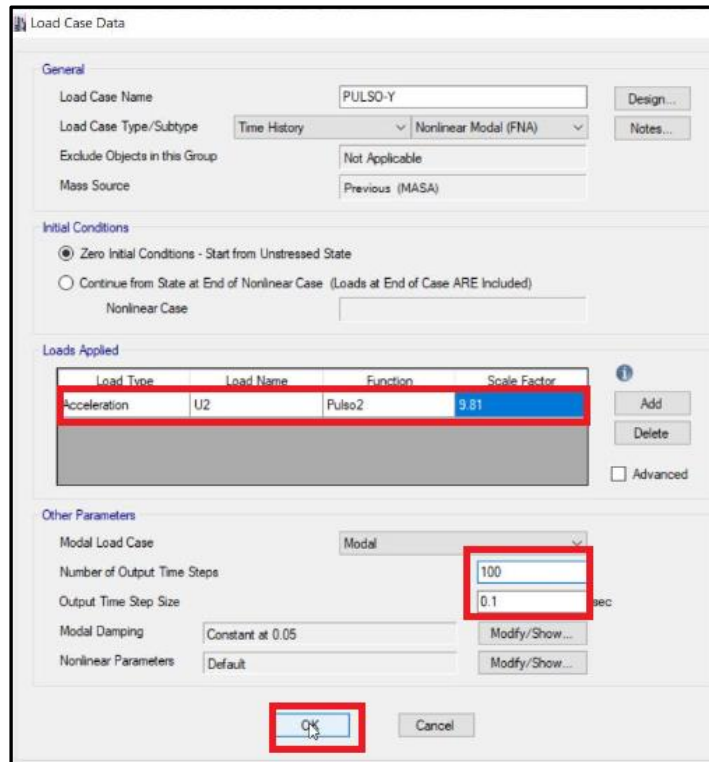 Load Case Data
General
Load Case Name PULSO-Y Design...
Load Case Type/Subtype Time History Nonlinear Modal (FNA) Notes...
Exclude Objects in this Group Not Applicable
Mass Source Previous (MASA)
Initial Conditions
Zero Initial Conditions - Start from Unstressed State
Continue from State at End of Nonlinear Case (Loads at End of Case ARE Included)
Nonlinear Case
Loads Applied
Load Type Load Name Function Scale Factor
Acceleration U2 Pulso2 9.81 Add
Delete
Advanced
Other Parameters
Modal Load Case Modal
Number of Output Time Steps 100
Output Time Step Size 0.1 sec
Modal Damping Constant at 0.05 Modify/Show...
Nonlinear Parameters Default Modify/Show...
OK Cancel